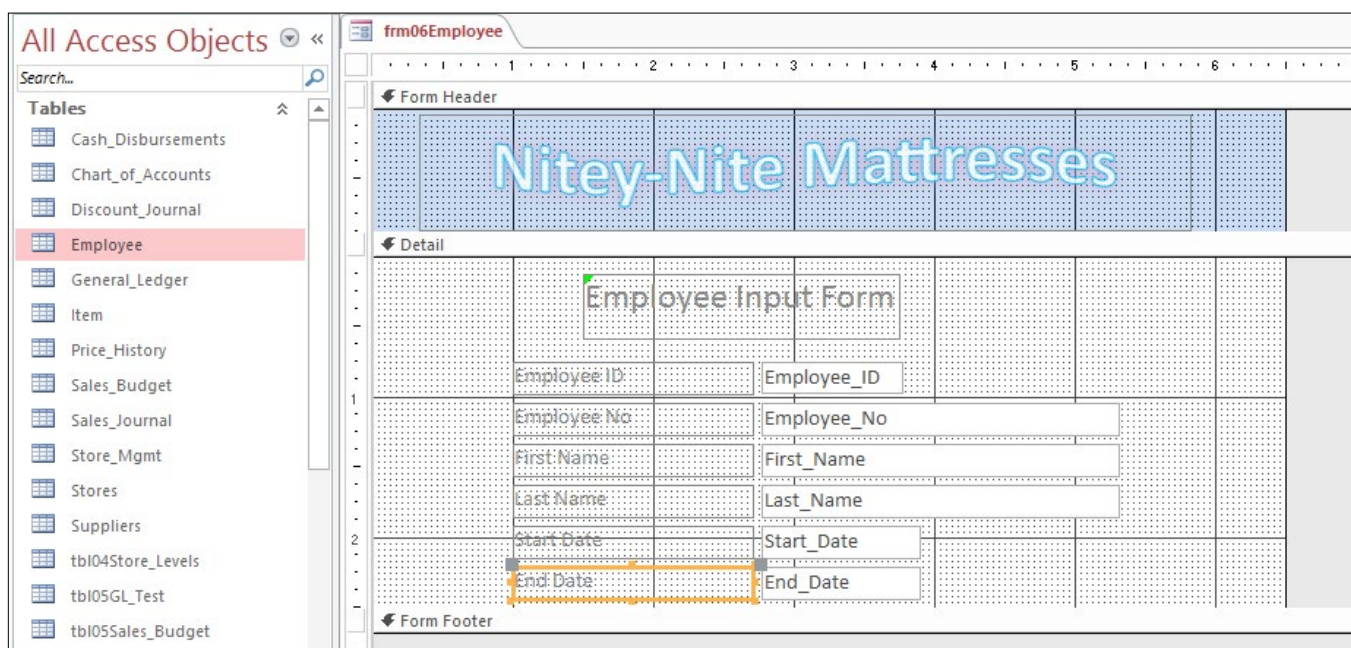 All Access Objects «
Search...
Tables
Cash_Disbursements
Chart_of_Accounts
Discount_Journal
Employee
General_Ledger
Item
Price_History
Sales_Budget
Sales_Journal
Store_Mgmt
Stores
Suppliers
tbl04Store_Levels
tbl05GL_Test
tbl05Sales_Budget
frm06Employee
1 2 3 4 5 6
Form Header
Nitey-Nite Mattresses
Detail
Employee Input Form
Employee ID Employee_ID
1
Employee No Employee_No
First Name First_Name
Last Name Last_Name
2
Start Date Start_Date
End Date End_Date
Form Footer